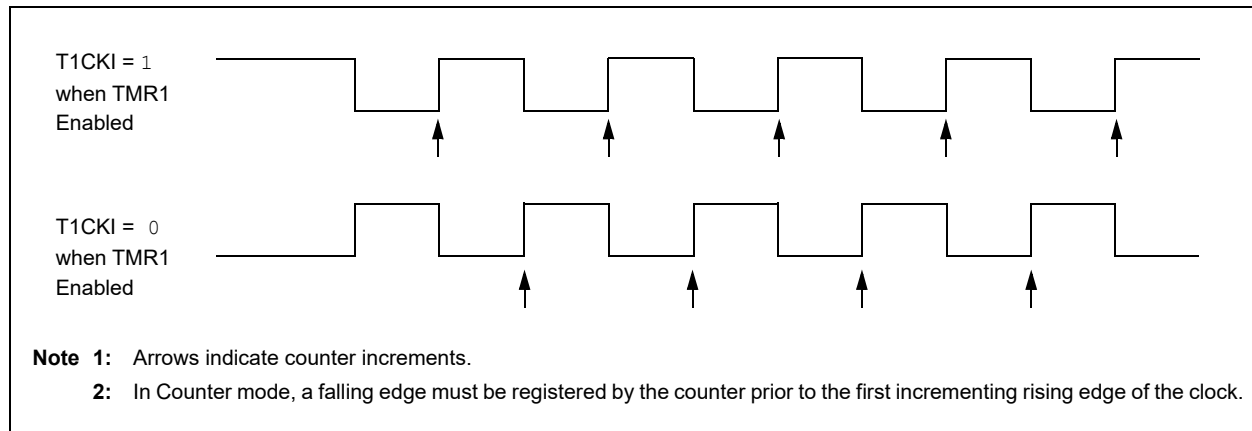 T1CKI = 1
when TMR1
Enabled
T1CKI = 0
when TMR1
Enabled
Note 1: Arrows indicate counter increments.
2: In Counter mode, a falling edge must be registered by the counter prior to the first incrementing rising edge of the clock.